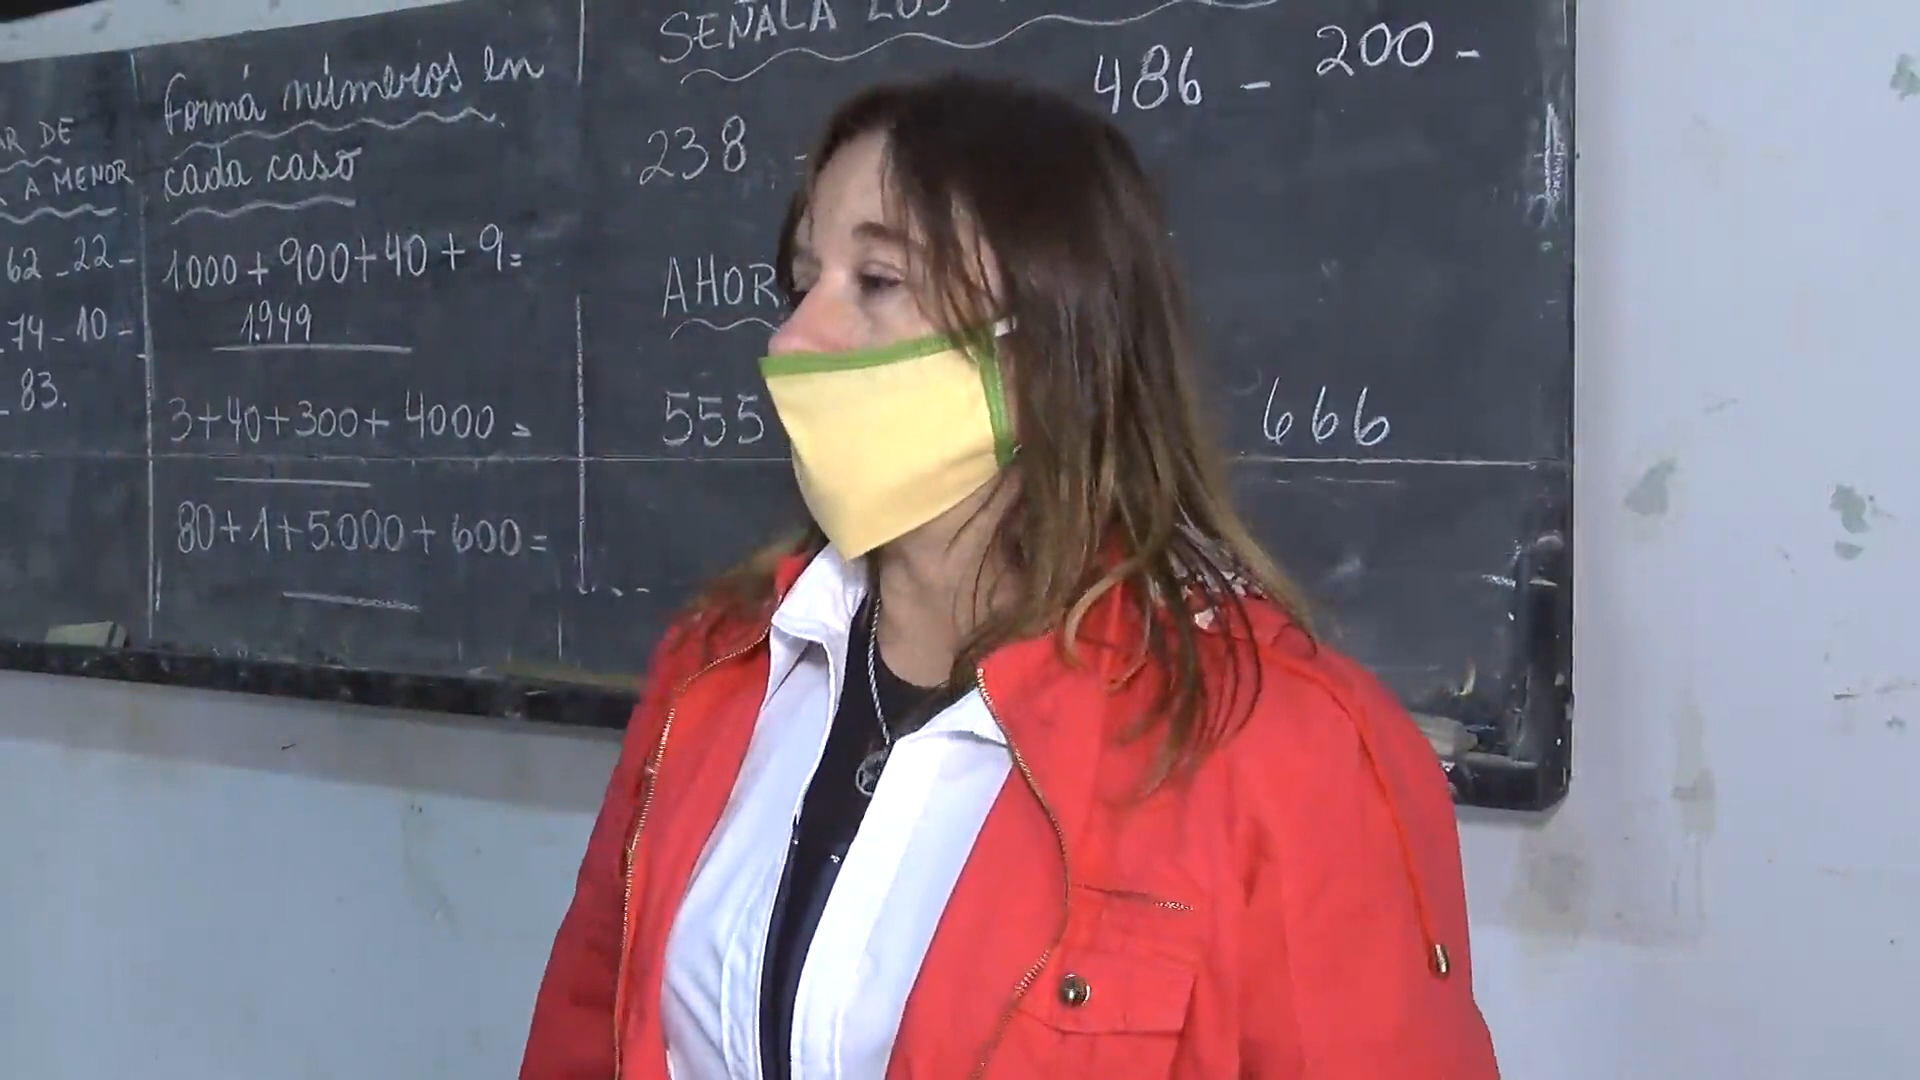 AR DE
A MENOR
62-22-
74-10-
83.
Formá números en
cada caso
1000+900+40+9=
1.949
3+40+300+4000=
80+1+5.000+600=
SEÑALA LOS
486 - 200 -
238 -
AHOR
555
666